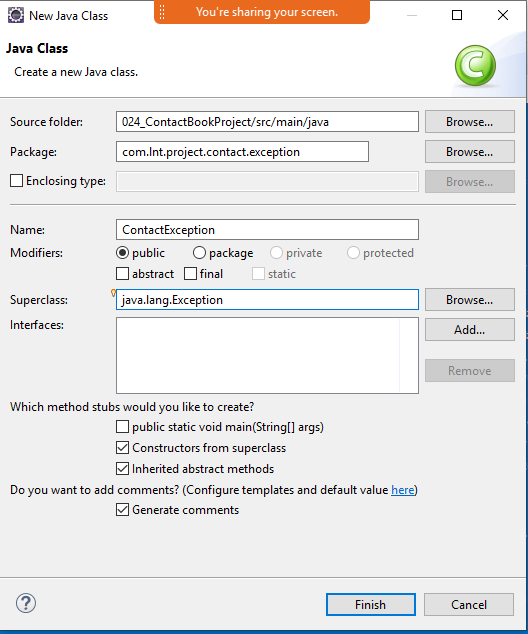 New Java Class
You're sharing your screen.
Java Class
Create a new Java class.
Source folder: 024_ContactBookProject/src/main/java Browse...
Package: com.lnt.project.contact.exception Browse...
Enclosing type: Browse...
Name: ContactException
Modifiers: public package private protected
abstract final static
Superclass: java.lang.Exception Browse...
Interfaces: Add...
Remove
Which method stubs would you like to create?
public static void main(String[] args)
Constructors from superclass
Inherited abstract methods
Do you want to add comments? (Configure templates and default value here)
Generate comments
? Finish Cancel